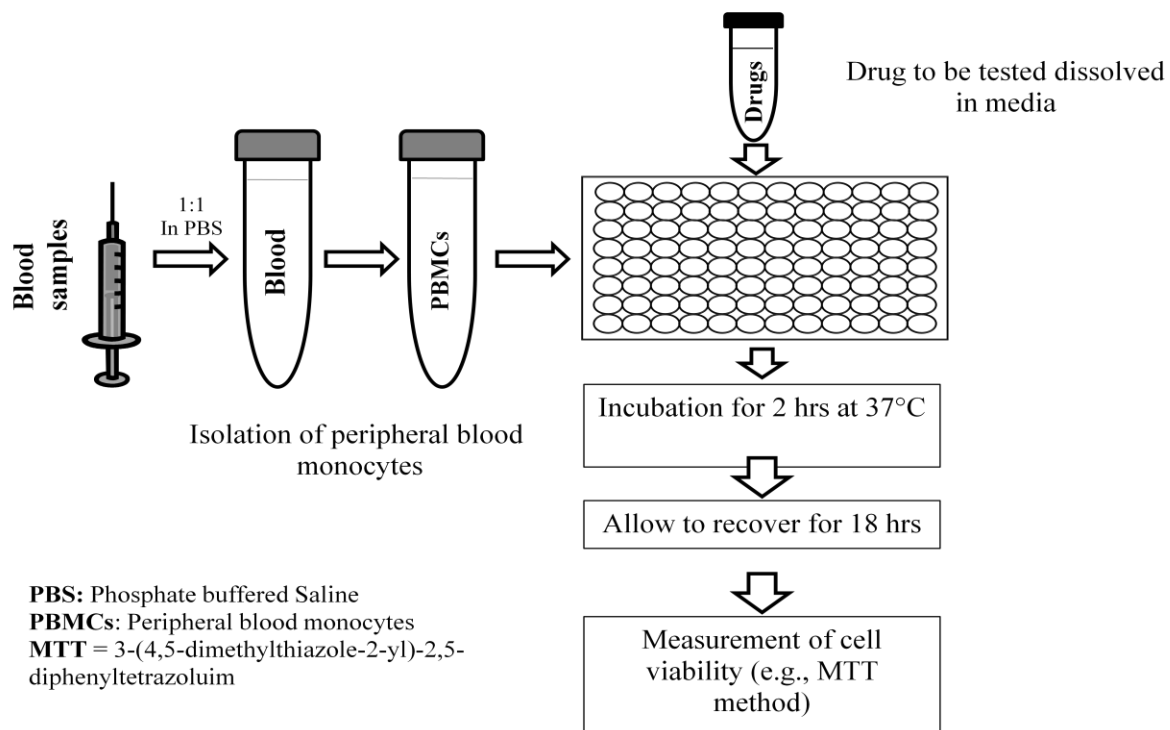 Drugs
Drug to be tested dissolved
in media
Blood
samples
1:1
In PBS
Blood
PBMCs
Isolation of peripheral blood
monocytes
Incubation for 2 hrs at 37°C
Allow to recover for 18 hrs
Measurement of cell
viability (e.g., MTT
method)
PBS: Phosphate buffered Saline
PBMCs: Peripheral blood monocytes
MTT = 3-(4,5-dimethylthiazole-2-yl)-2,5-
diphenyltetrazoluim